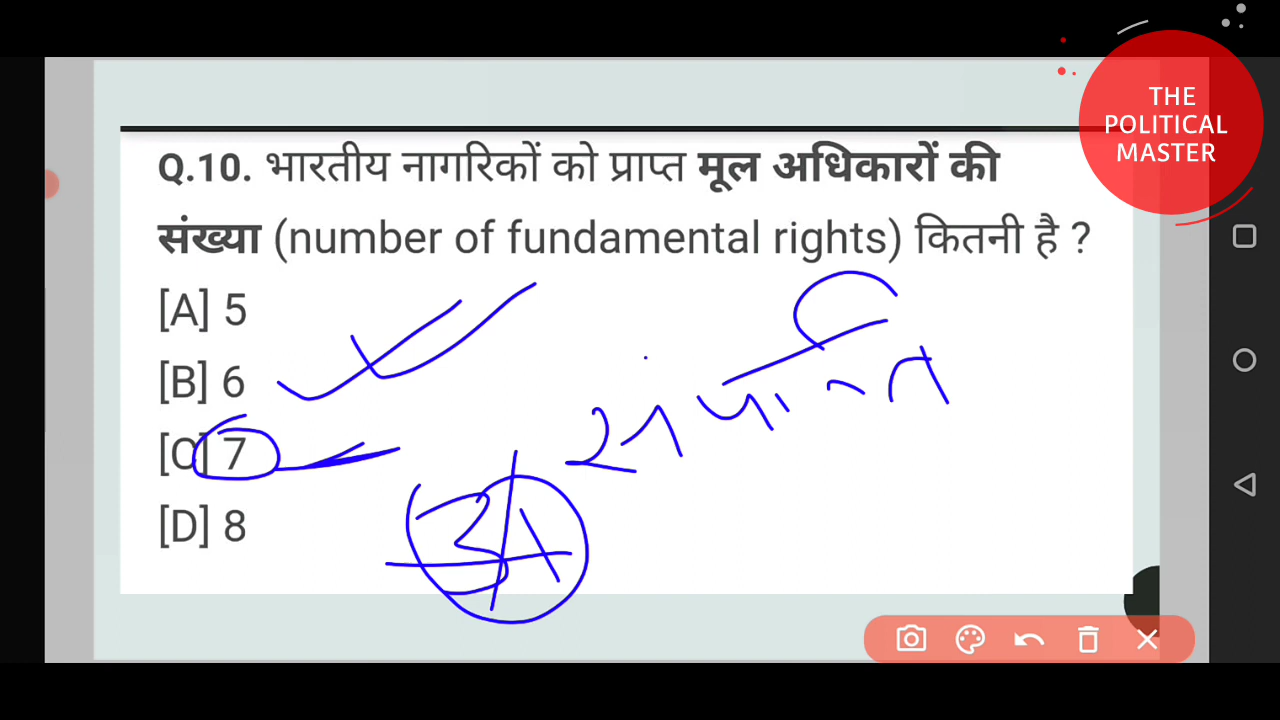 THE
POLITICAL
MASTER
Q.10. भारतीय नागरिकों को प्राप्त मूल अधिकारों की
संख्या (number of fundamental rights) कितनी है ?
[A] 5
[B] 6
[C] 7
[D] 8